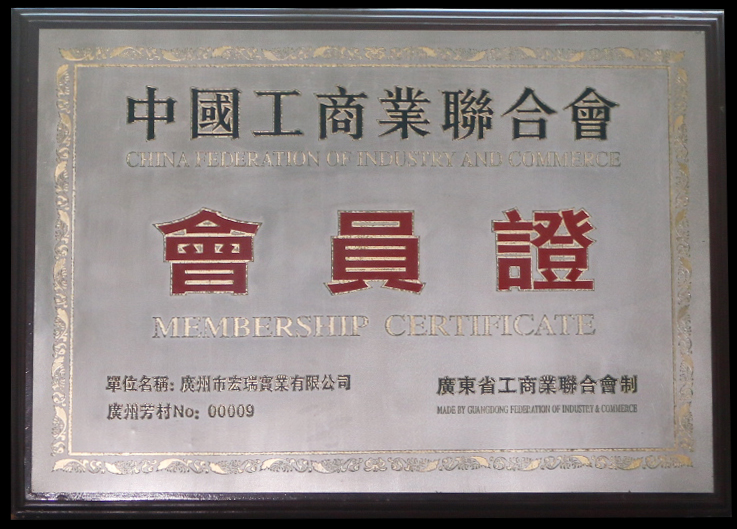 中國工商業聯合會
CHINA FEDERATION OF INDUSTRY AND COMMERCE
會員證
MEMBERSHIP CERTIFICATE
單位名稱: 廣州市宏瑞實業有限公司
廣州芳村No: 00009
廣東省工商業聯合會制
MADE BY GUANGDONG FEDERATION OF INDUSTRY & COMMERCE